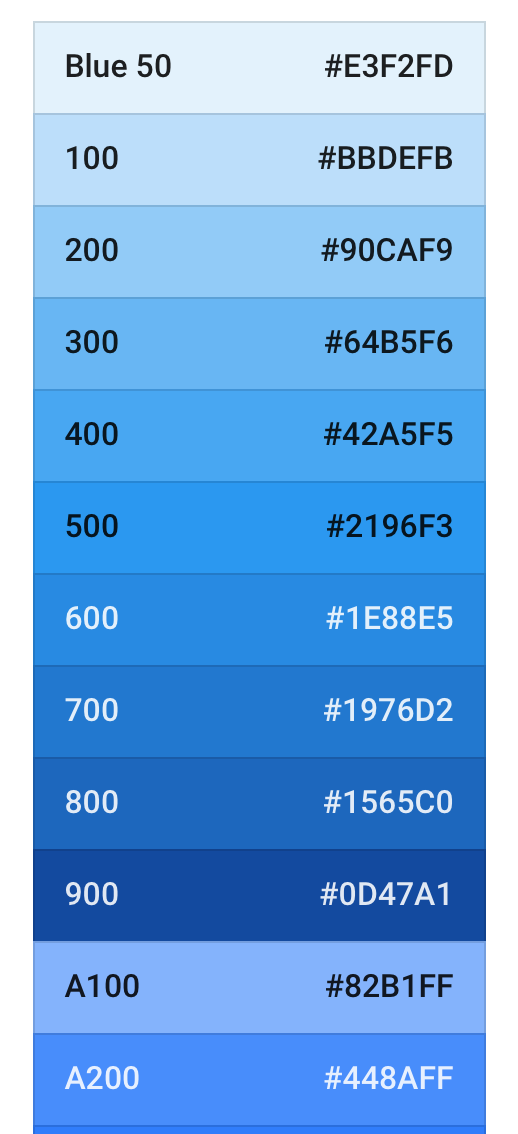 Blue 50 #E3F2FD
100 #BBDEFB
200 #90CAF9
300 #64B5F6
400 #42A5F5
500 #2196F3
600 #1E88E5
700 #1976D2
800 #1565C0
900 #0D47A1
A100 #82B1FF
A200 #448AFF